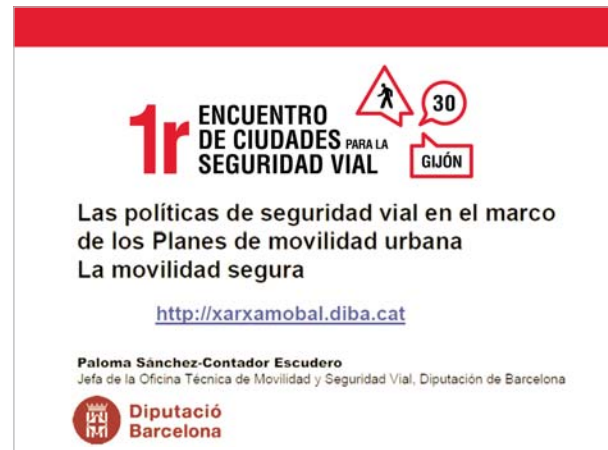 1r ENCUENTRO
DE CIUDADES PARA LA
SEGURIDAD VIAL
30
GIJÓN
Las políticas de seguridad vial en el marco
de los Planes de movilidad urbana
La movilidad segura
http://xarxamobal.diba.cat
Paloma Sánchez-Contador Escudero
Jefa de la Oficina Técnica de Movilidad y Seguridad Vial, Diputación de Barcelona
Diputació
Barcelona